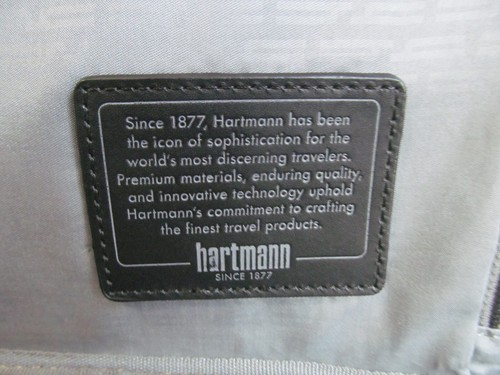 Since 1877, Hartmann has been
the icon of sophistication for the
world's most discerning travelers.
Premium materials, enduring quality,
and innovative technology uphold
Hartmann's commitment to crafting
the finest travel products.
hartmann
SINCE 1877